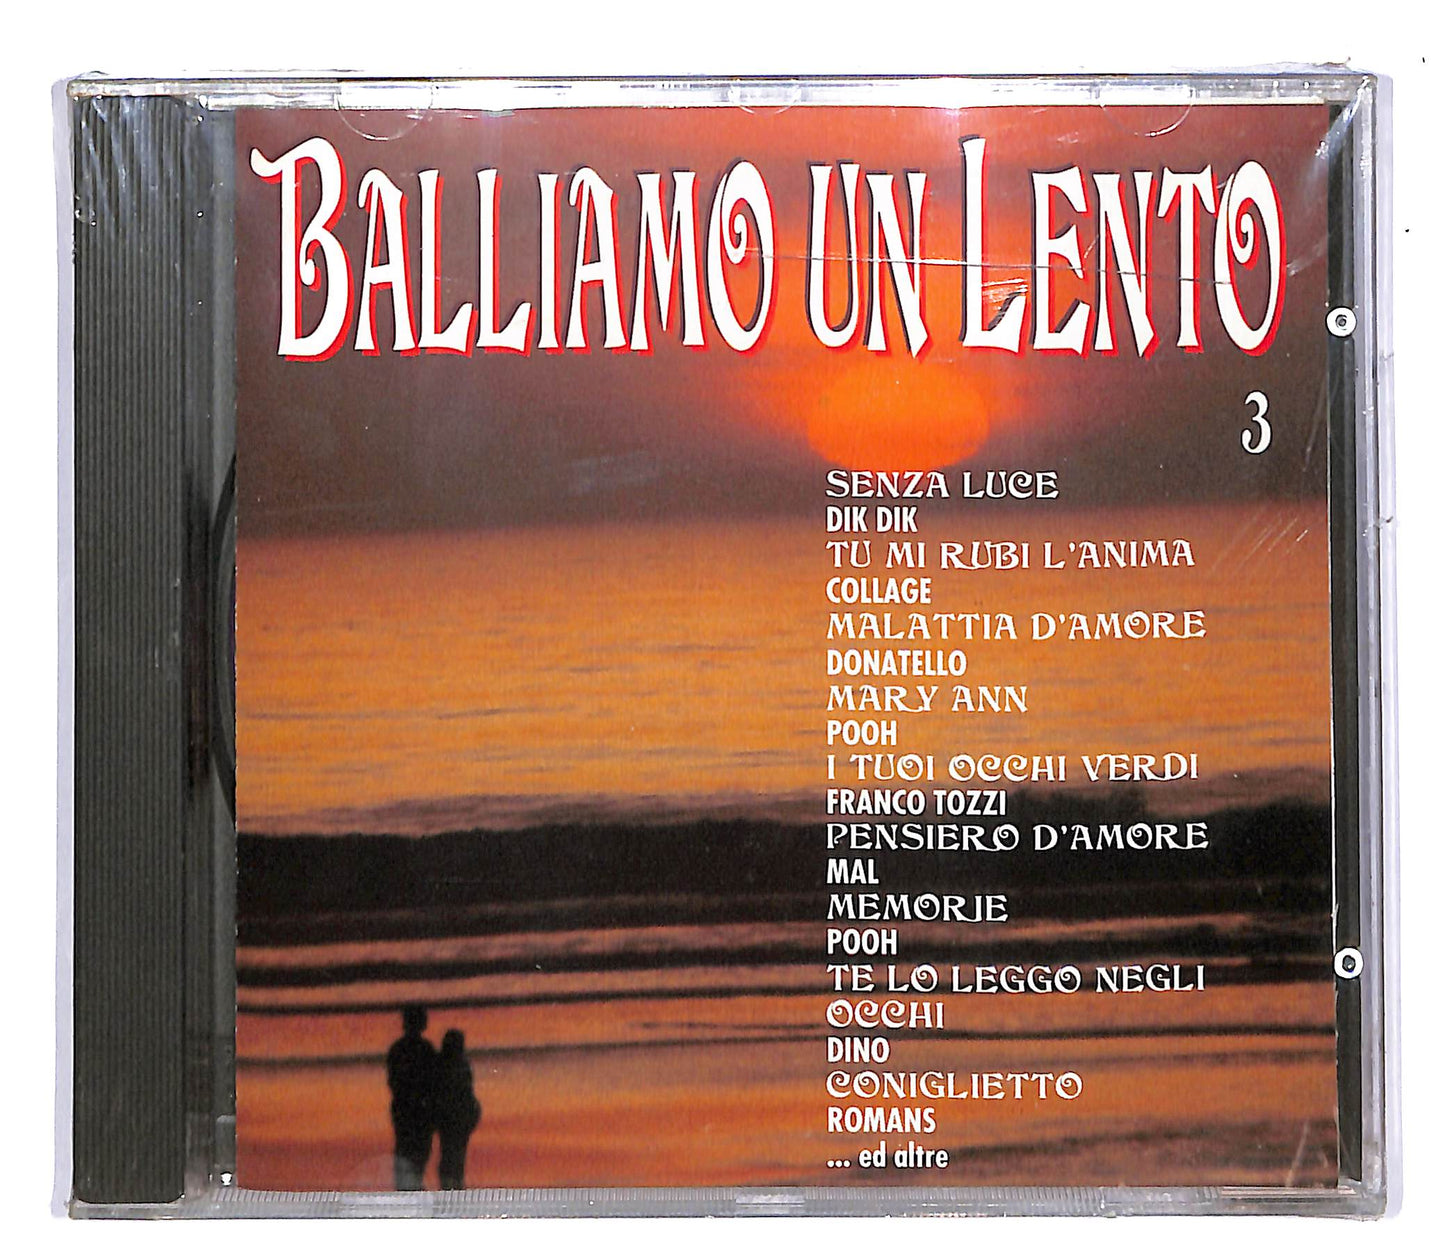 BALLIAMO UN LENTO
3
SENZA LUCE
DIK DIK
TU MI RUBI L'ANIMA
COLLAGE
MALATTIA D'AMORE
DONATELLO
MARY ANN
POOH
I TUOI OCCHI VERDI
FRANCO TOZZI
PENSIERO D'AMORE
MAL
MEMORIE
POOH
TE LO LEGGO NEGLI
OCCHI
DINO
CONIGLIETTO
ROMANS
... ed altre